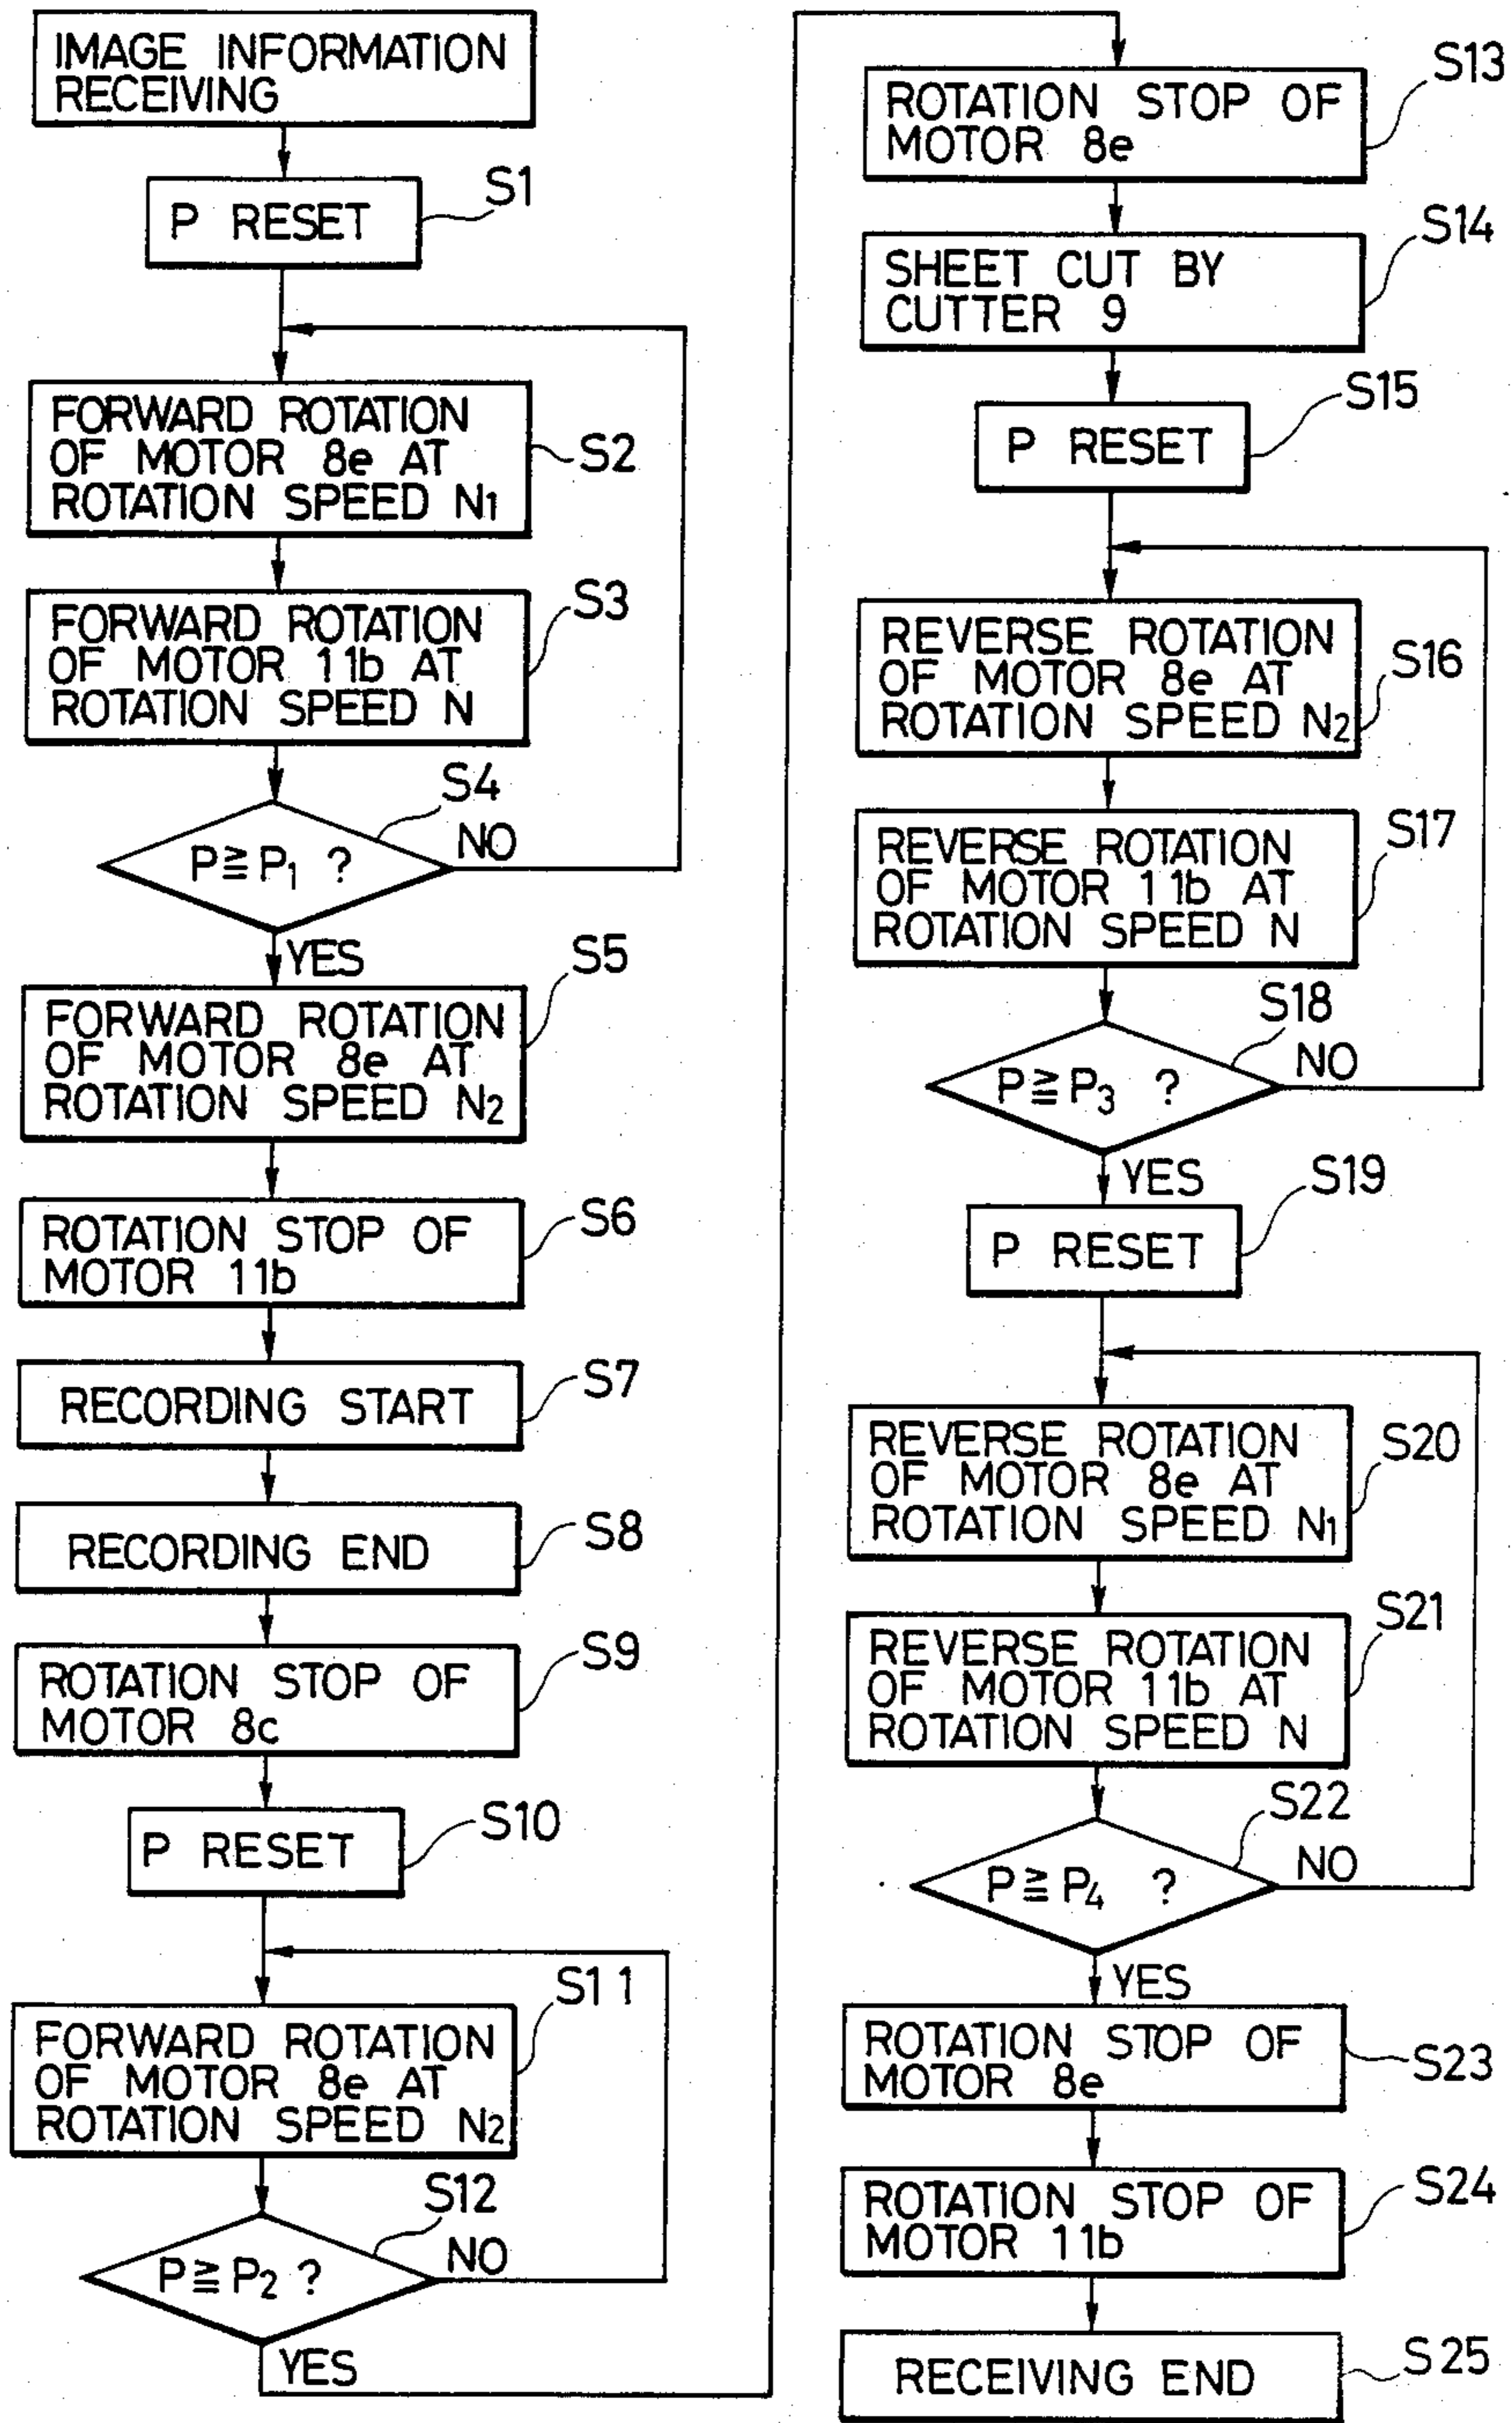 IMAGE INFORMATION
RECEIVING
S1
P RESET
FORWARD ROTATION
OF MOTOR 8e AT
ROTATION SPEED N1
S2
FORWARD ROTATION
OF MOTOR 11b AT
ROTATION SPEED N
S3
S4
P≧P1 ?
NO
YES
FORWARD ROTATION
OF MOTOR 8e AT
ROTATION SPEED N2
S5
ROTATION STOP OF
MOTOR 11b
S6
RECORDING START
S7
RECORDING END
S8
ROTATION STOP OF
MOTOR 8c
S9
P RESET
S10
FORWARD ROTATION
OF MOTOR 8e AT
ROTATION SPEED N2
S11
S12
P≧P2 ?
NO
YES
ROTATION STOP OF
MOTOR 8e
S13
SHEET CUT BY
CUTTER 9
S14
P RESET
S15
REVERSE ROTATION
OF MOTOR 8e AT
ROTATION SPEED N2
S16
REVERSE ROTATION
OF MOTOR 11b AT
ROTATION SPEED N
S17
S18
P≧P3 ?
NO
YES
P RESET
S19
REVERSE ROTATION
OF MOTOR 8e AT
ROTATION SPEED N1
S20
REVERSE ROTATION
OF MOTOR 11b AT
ROTATION SPEED N
S21
S22
P≧P4 ?
NO
YES
ROTATION STOP OF
MOTOR 8e
S23
ROTATION STOP OF
MOTOR 11b
S24
RECEIVING END
S25